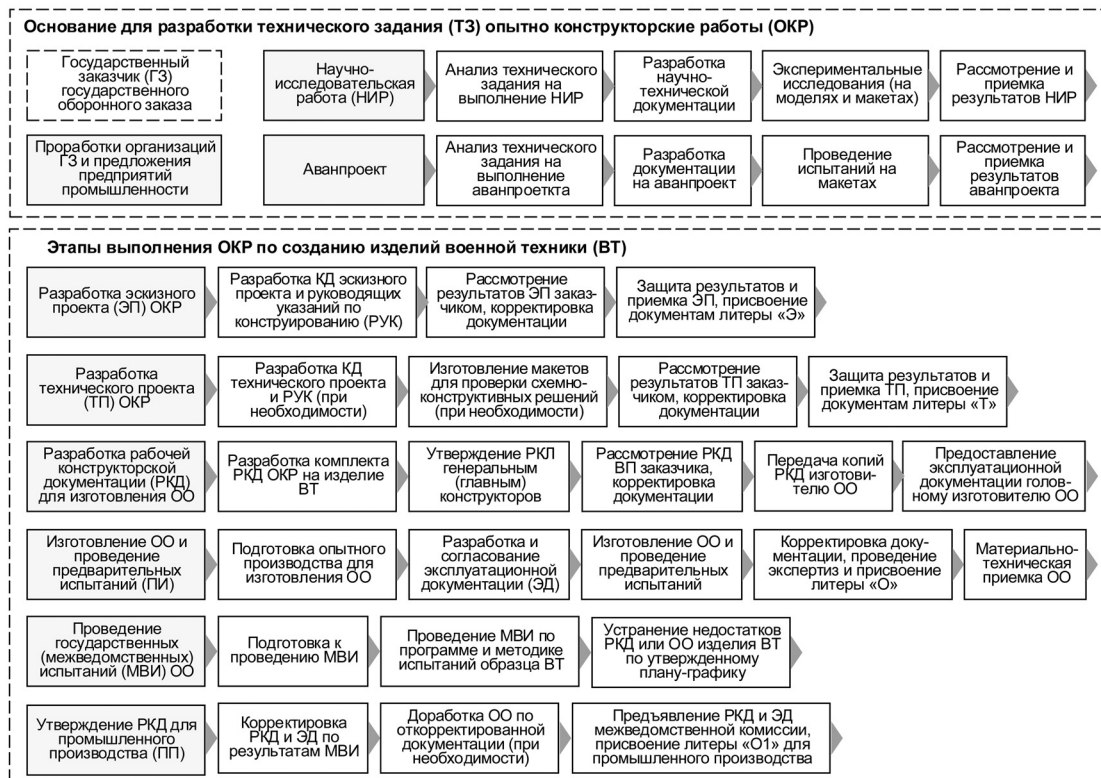 Основание для разработки технического задания (ТЗ) опытно конструкторские работы (ОКР)
Государственный
заказчик (ГЗ)
государственного
оборонного заказа
Научно-
исследовательская
работа (НИР)
Анализ технического
задания на
выполнение НИР
Разработка
научно-
технической
документации
Экспериментальные
исследования (на
моделях и макетах)
Рассмотрение и
приемка
результатов НИР
Проработки организаций
ГЗ и предложения
предприятий
промышленности
Аванпроект
Анализ технического
задания на
выполнение
аванпроеткта
Разработка
документации
на аванпроект
Проведение
испытаний на
макетах
Рассмотрение и
приемка
результатов
аванпроекта
Этапы выполнения ОКР по созданию изделий военной техники (ВТ)
Разработка эскизного
проекта (ЭП) ОКР
Разработка КД эскизного
проекта и руководящих
указаний по
конструированию (РУК)
Рассмотрение
результатов ЭП заказ-
чиком, корректировка
документации
Защита результатов и
приемка ЭП, присвоение
документам литеры «Э»
Разработка
технического проекта
(ТП) ОКР
Разработка КД
технического проекта
и РУК (при
необходимости)
Изготовление макетов
для проверки схемно-
конструктивных решений
(при необходимости)
Рассмотрение
результатов ТП заказ-
чиком, корректировка
документации
Защита результатов и
приемка ТП, присвоение
документам литеры «Т»
Разработка рабочей
конструкторской
документации (РКД)
для изготовления ОО
Разработка комплекта
РКД ОКР на изделие
ВТ
Утверждение РКЛ
генеральным
(главным)
конструкторов
Рассмотрение РКД
ВП заказчика,
корректировка
документации
Передача копий
РКД изготови-
телю ОО
Предоставление
эксплуатационной
документации голов-
ному изготовителю ОО
Изготовление ОО и
проведение
предварительных
испытаний (ПИ)
Подготовка опытного
производства для
изготовления ОО
Разработка и
согласование
эксплуатационной
документации (ЭД)
Изготовление ОО и
проведение
предварительных
испытаний
Корректировка доку-
ментации, проведение
экспертиз и присвоение
литеры «О»
Материально-
техническая
приемка ОО
Проведение
государственных
(межведомственных)
испытаний (МВИ) ОО
Подготовка к
проведению МВИ
Проведение МВИ по
программе и методике
испытаний образца ВТ
Устранение недостатков
РКД или ОО изделия ВТ
по утвержденному
плану-графику
Утверждение РКД для
промышленного
производства (ПП)
Корректировка
РКД и ЭД по
результатам МВИ
Доработка ОО по
откорректированной
документации (при
необходимости)
Предъявление РКД и ЭД
межведомственной комиссии,
присвоение литеры «О1» для
промышленного производства